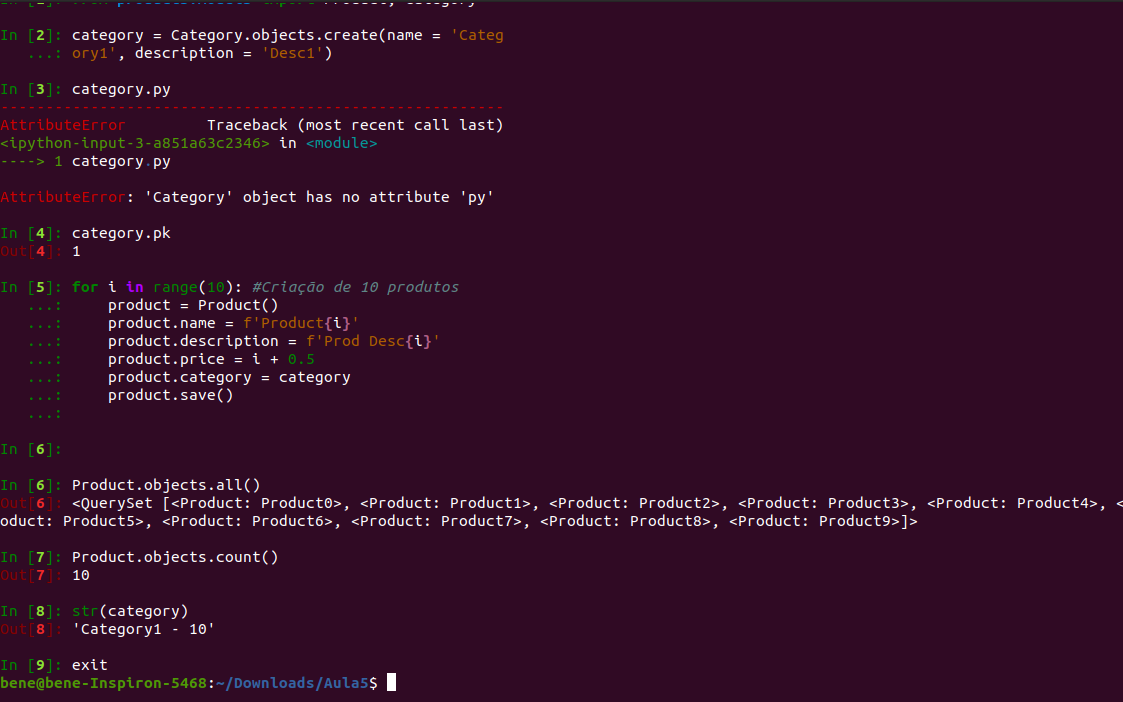 In [2]: category = Category.objects.create(name = 'Categ
...: ory1', description = 'Desc1')
In [3]: category.py
--------------------------------------------------------
AttributeError Traceback (most recent call last)
<ipython-input-3-a851a63c2346> in <module>
----> 1 category.py
AttributeError: 'Category' object has no attribute 'py'
In [4]: category.pk
Out[4]: 1
In [5]: for i in range(10): #Criação de 10 produtos
...: product = Product()
...: product.name = f'Product{i}'
...: product.description = f'Prod Desc{i}'
...: product.price = i + 0.5
...: product.category = category
...: product.save()
...:
In [6]:
In [6]: Product.objects.all()
Out[6]: <QuerySet [<Product: Product0>, <Product: Product1>, <Product: Product2>, <Product: Product3>, <Product: Product4>, <
oduct: Product5>, <Product: Product6>, <Product: Product7>, <Product: Product8>, <Product: Product9>]>
In [7]: Product.objects.count()
Out[7]: 10
In [8]: str(category)
Out[8]: 'Category1 - 10'
In [9]: exit
bene@bene-Inspiron-5468:~/Downloads/Aula5$